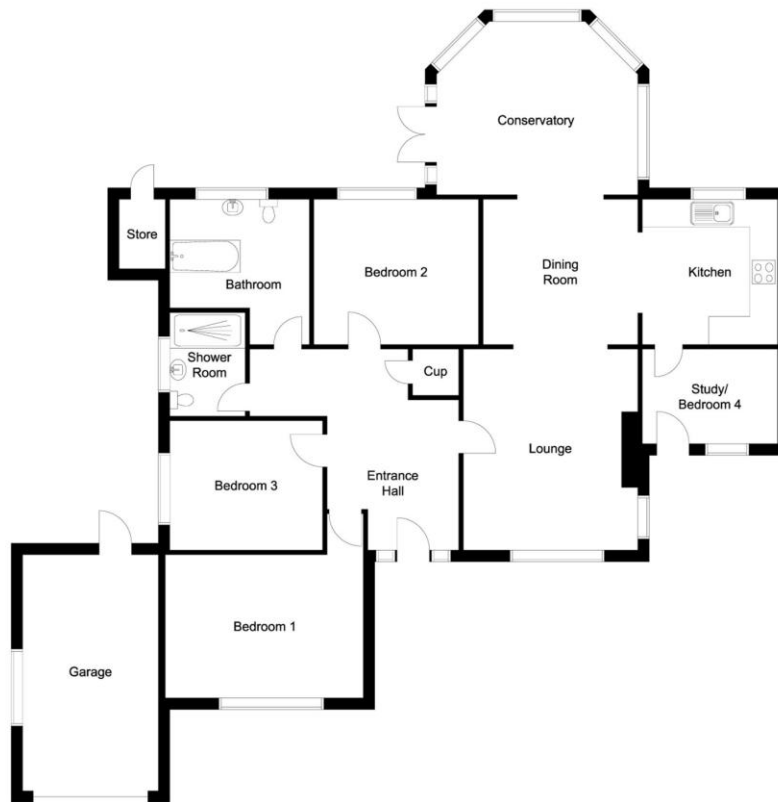 Conservatory
Store
Bathroom
Bedroom 2
Dining
Room
Kitchen
Shower
Room
Cup
Study/
Bedroom 4
Bedroom 3
Entrance
Hall
Lounge
Bedroom 1
Garage